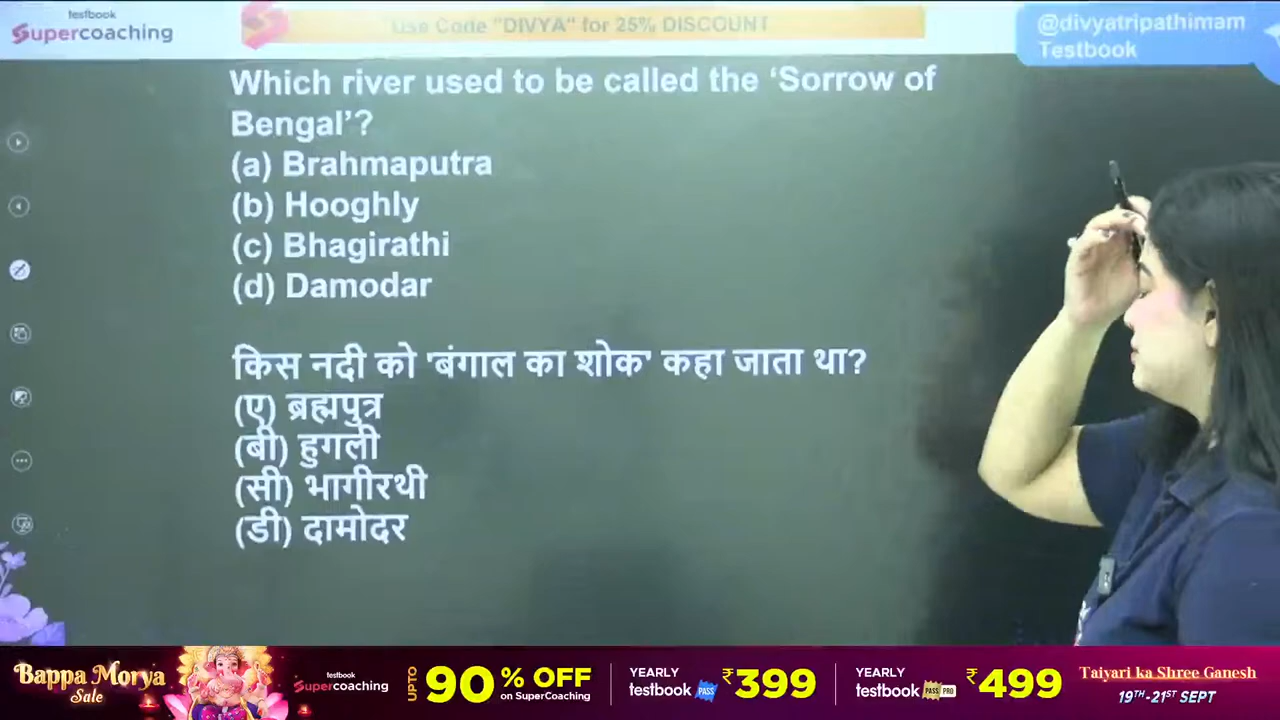 testbook
Supercoaching
Use Code "DIVYA" for 25% DISCOUNT
@divyatripathimam
Testbook
Which river used to be called the ‘Sorrow of
Bengal’?
(a) Brahmaputra
(b) Hooghly
(c) Bhagirathi
(d) Damodar
किस नदी को 'बंगाल का शोक' कहा जाता था?
(ए) ब्रह्मपुत्र
(बी) हुगली
(सी) भागीरथी
(डी) दामोदर
Bappa Morya
Sale
testbook
Supercoaching
UPTO 90% OFF
on SuperCoaching
YEARLY
testbook PASS
₹399
YEARLY
testbook PASS PRO
₹499
Taiyari ka Shree Ganesh
19TH-21ST SEPT